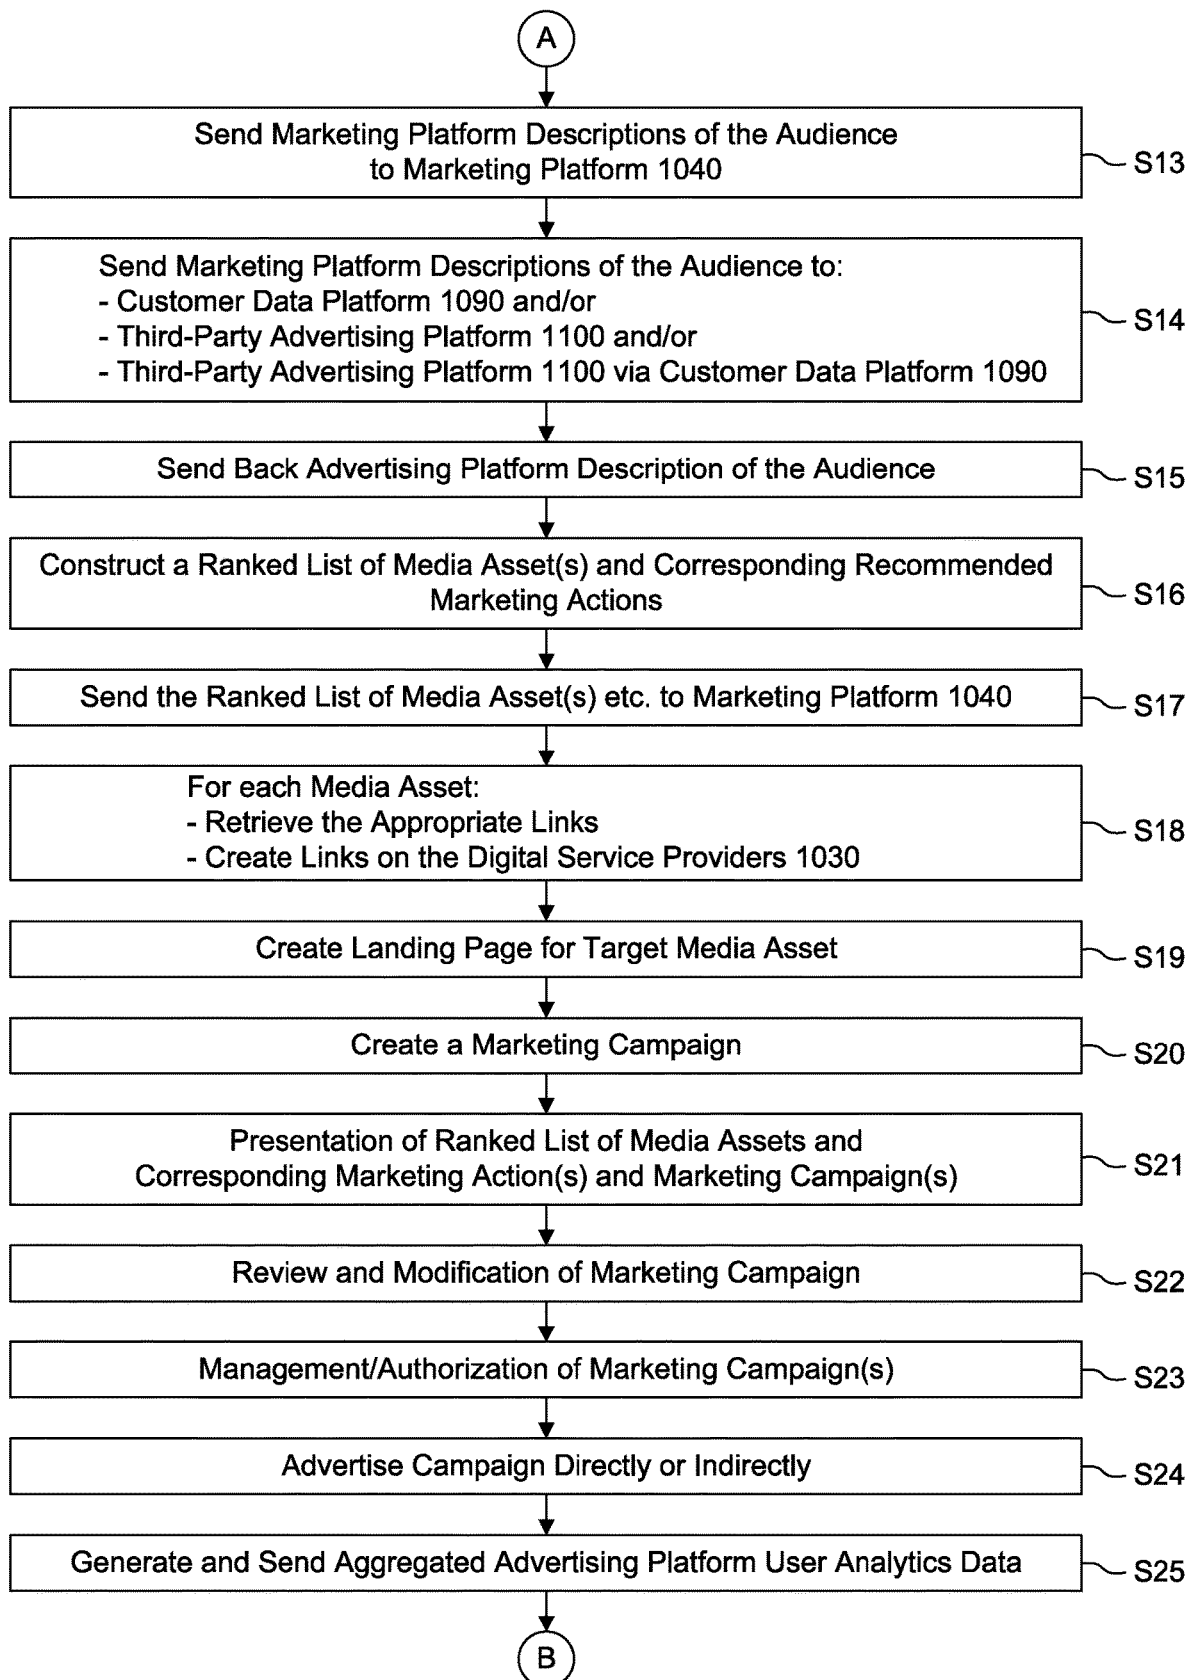 A
Send Marketing Platform Descriptions of the Audience
to Marketing Platform 1040
S13
Send Marketing Platform Descriptions of the Audience to:
- Customer Data Platform 1090 and/or
- Third-Party Advertising Platform 1100 and/or
- Third-Party Advertising Platform 1100 via Customer Data Platform 1090
S14
Send Back Advertising Platform Description of the Audience
S15
Construct a Ranked List of Media Asset(s) and Corresponding Recommended
Marketing Actions
S16
Send the Ranked List of Media Asset(s) etc. to Marketing Platform 1040
S17
For each Media Asset:
- Retrieve the Appropriate Links
- Create Links on the Digital Service Providers 1030
S18
Create Landing Page for Target Media Asset
S19
Create a Marketing Campaign
S20
Presentation of Ranked List of Media Assets and
Corresponding Marketing Action(s) and Marketing Campaign(s)
S21
Review and Modification of Marketing Campaign
S22
Management/Authorization of Marketing Campaign(s)
S23
Advertise Campaign Directly or Indirectly
S24
Generate and Send Aggregated Advertising Platform User Analytics Data
S25
B